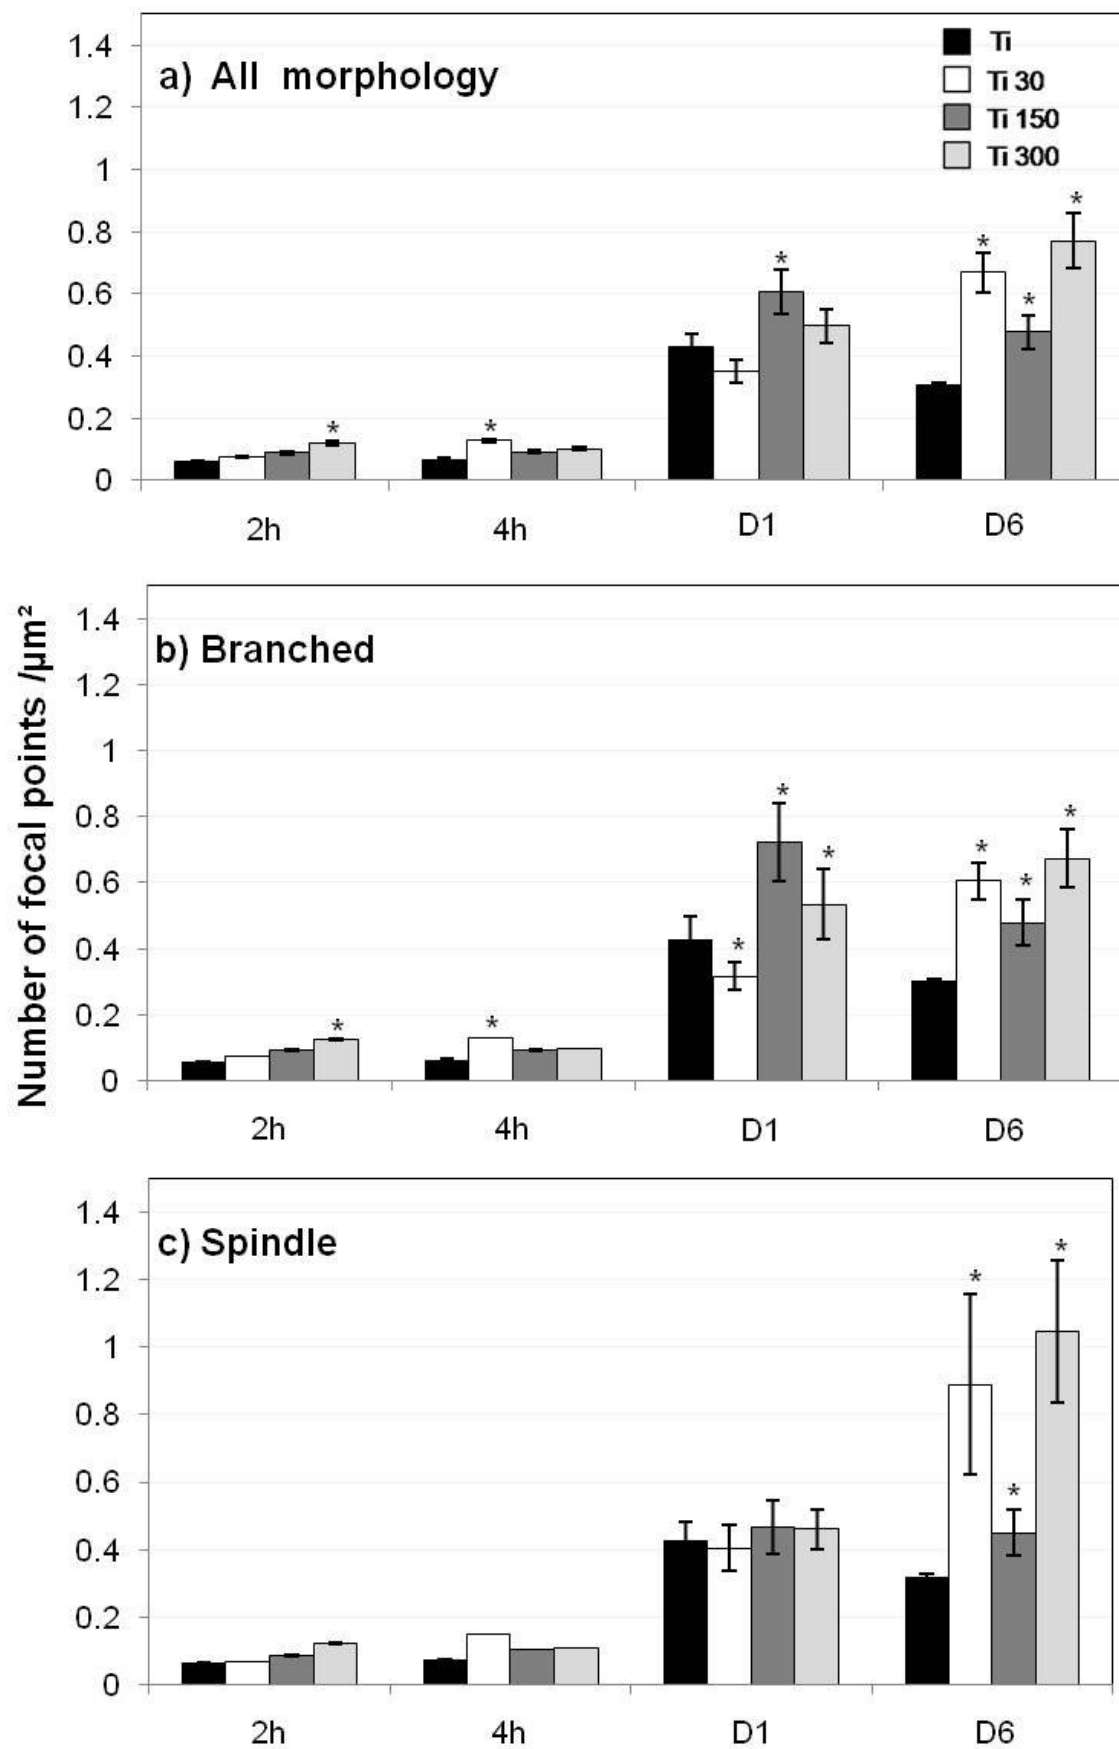 a) All morphology
Ti
Ti 30
Ti 150
Ti 300
1.4
1.2
1
0.8
0.6
0.4
0.2
0
*
*
*
*
*
*
2h
4h
D1
D6
Number of focal points /µm²
b) Branched
1.4
1.2
1
0.8
0.6
0.4
0.2
0
*
*
*
*
*
*
*
*
2h
4h
D1
D6
c) Spindle
1.4
1.2
1
0.8
0.6
0.4
0.2
0
*
*
*
2h
4h
D1
D6